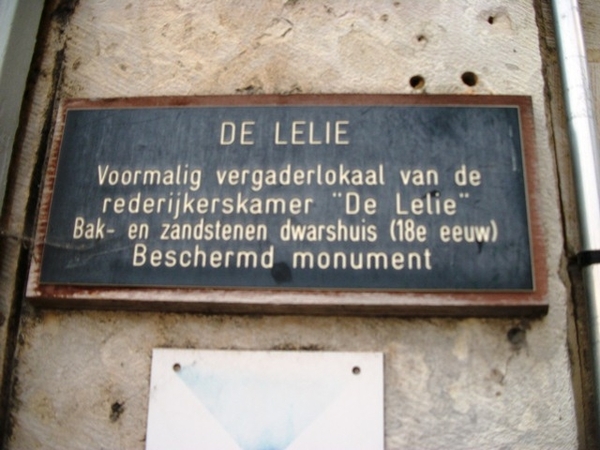 DE LELIE
Voormalig vergaderlokaal van de
rederijkerskamer "De Lelie"
Bak- en zandstenen dwarshuis (18e eeuw)
Beschermd monument